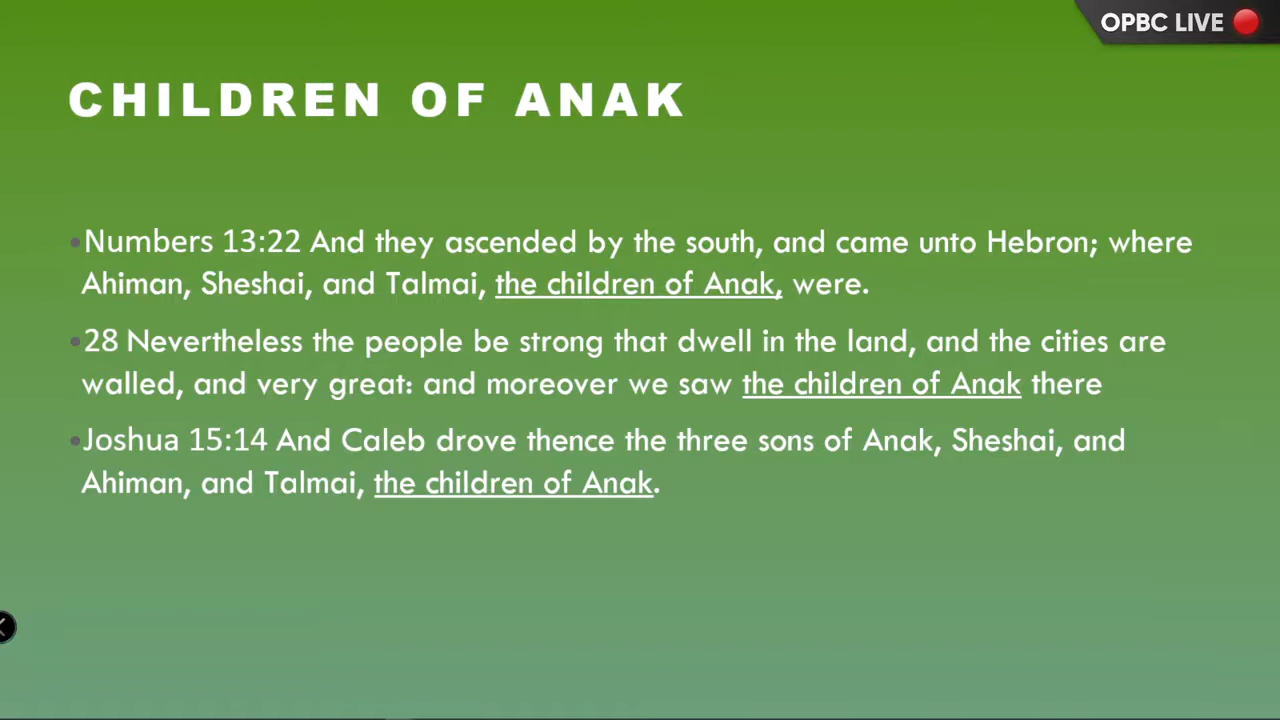 OPBC LIVE
CHILDREN OF ANAK
•Numbers 13:22 And they ascended by the south, and came unto Hebron; where
Ahiman, Sheshai, and Talmai, the children of Anak, were.
•28 Nevertheless the people be strong that dwell in the land, and the cities are
walled, and very great: and moreover we saw the children of Anak there
•Joshua 15:14 And Caleb drove thence the three sons of Anak, Sheshai, and
Ahiman, and Talmai, the children of Anak.